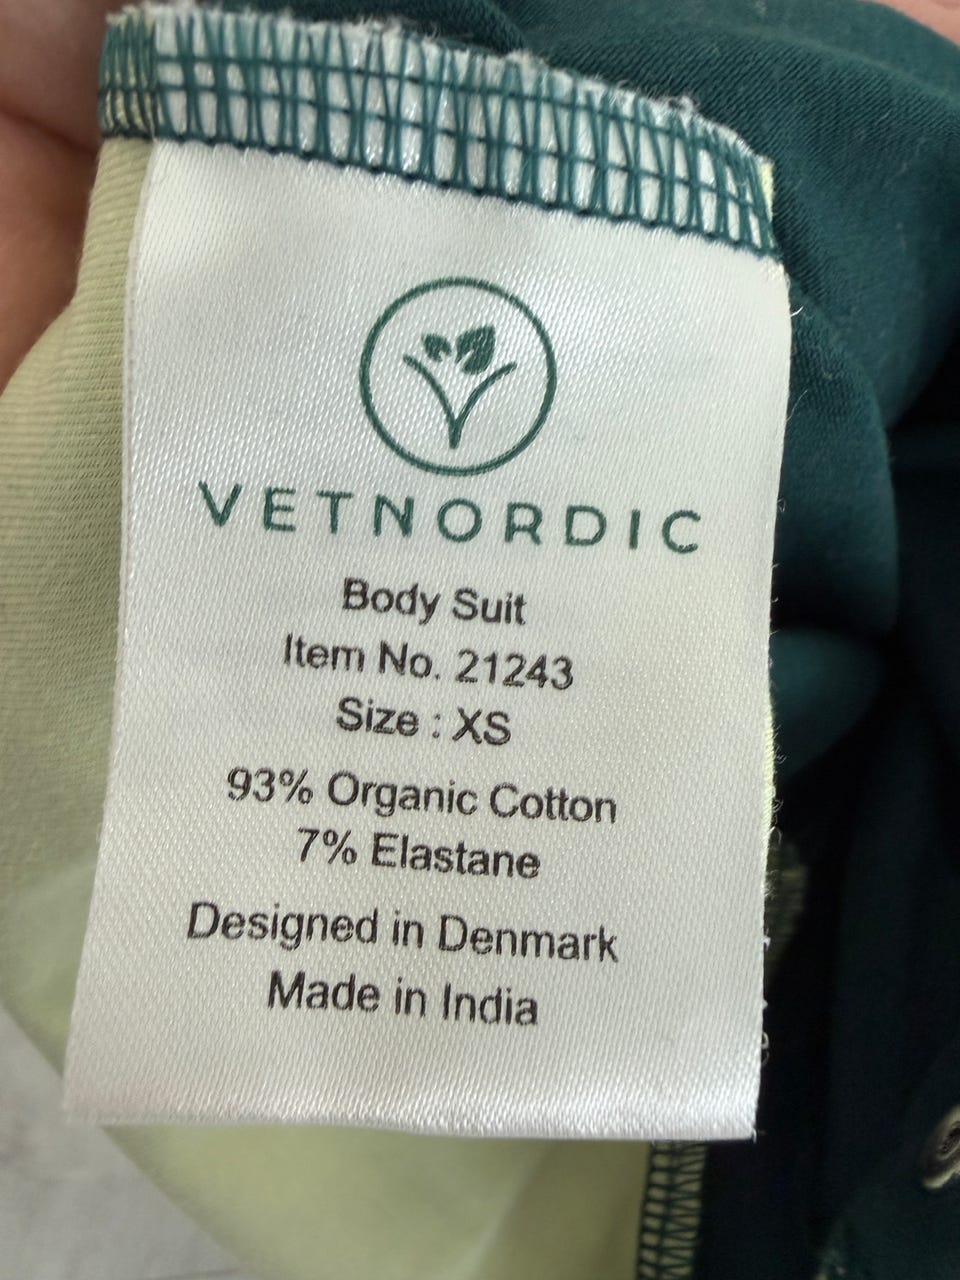 VETNORDIC
Body Suit
Item No. 21243
Size : XS
93% Organic Cotton
7% Elastane
Designed in Denmark
Made in India